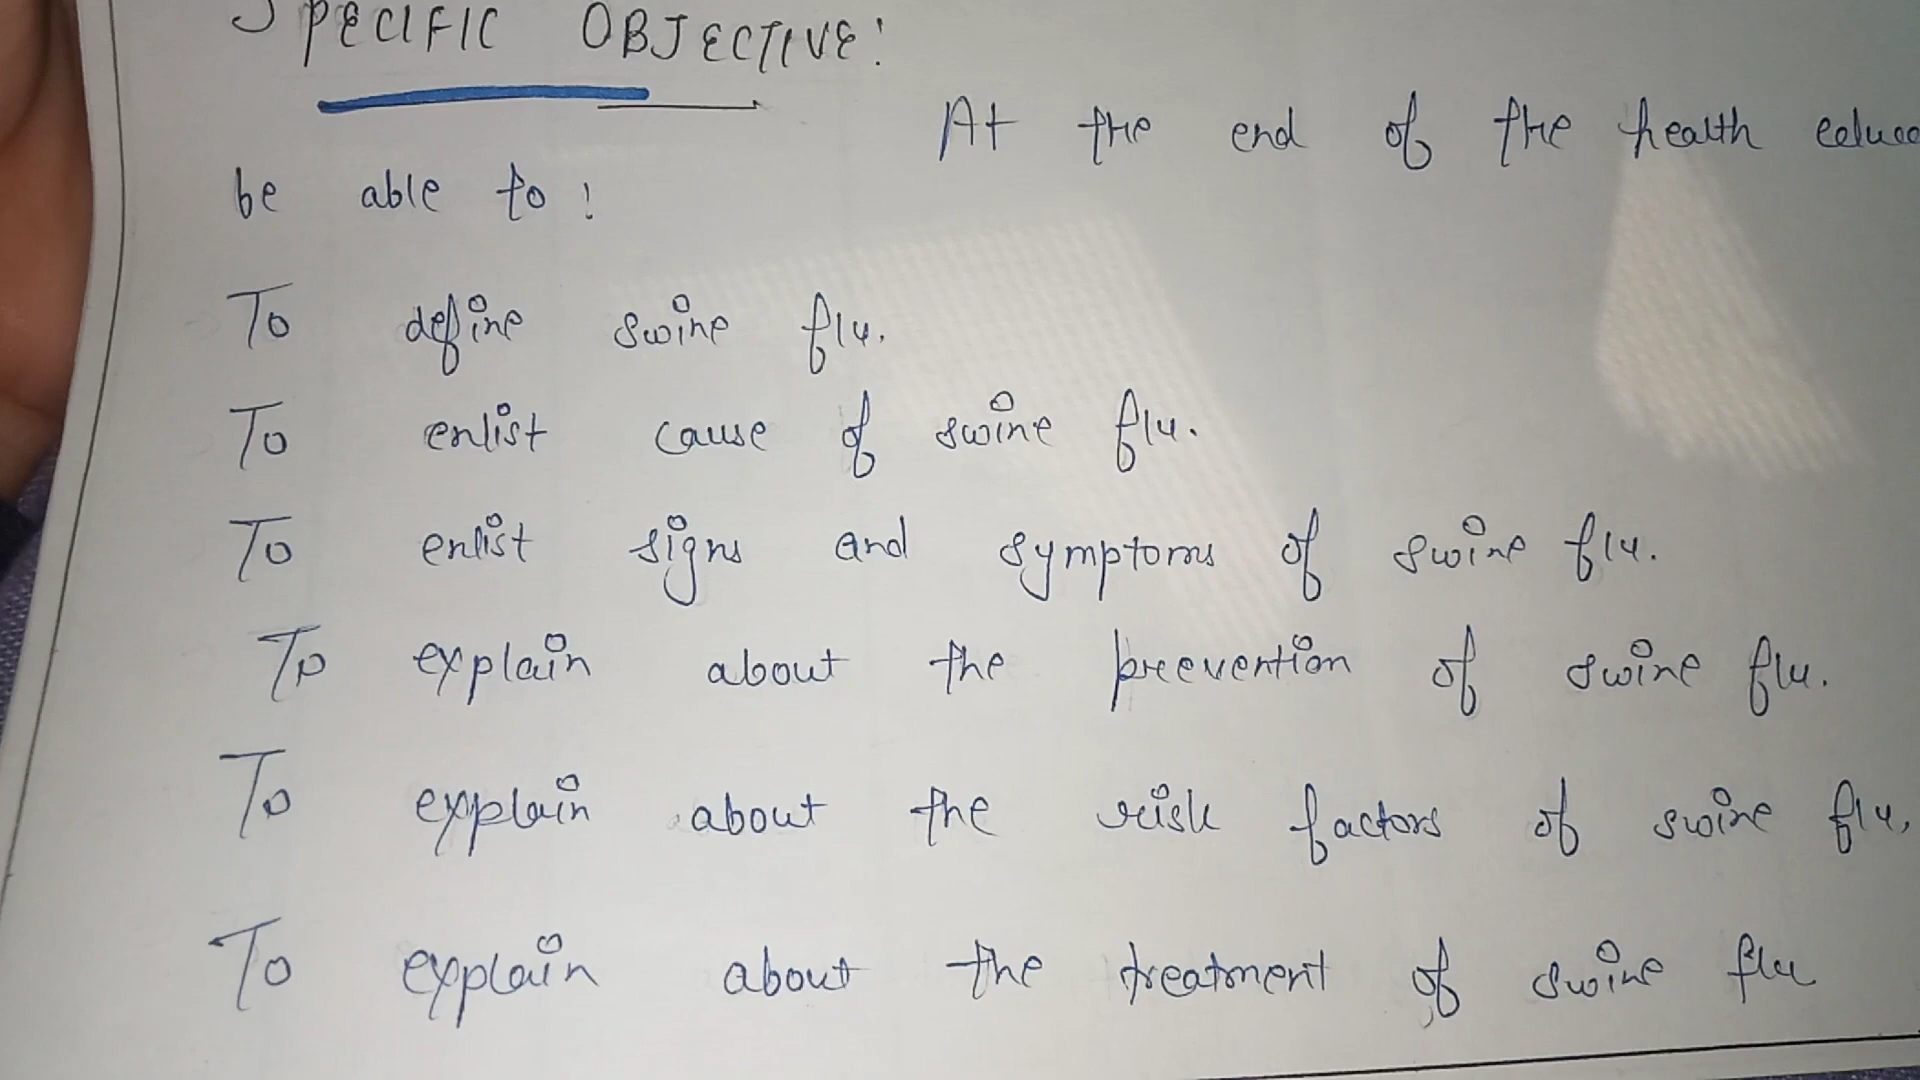 SPECIFIC OBJECTIVE:
At the end of the health
be able to:
To define swine flu.
To enlist cause of swine flu.
To enlist signs and symptoms of swine flu.
To explain about the prevention of swine flu.
To explain about the risk factors of swine flu.
To explain about the treatment of swine flu